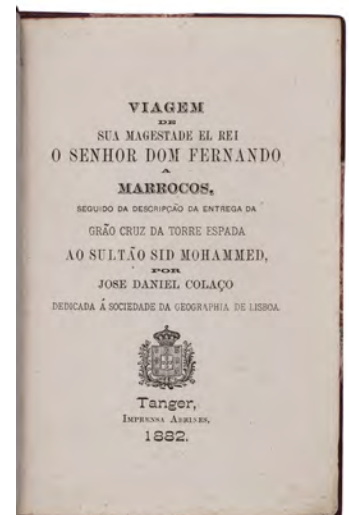 VIAGEM
DE
SUA MAGESTADE EL REI
O SENHOR DOM FERNANDO
A
MARROCOS,
SEGUIDO DA DESCRIPÇÃO DA ENTREGA DA
GRÃO CRUZ DA TORRE ESPADA
AO SULTÃO SID MOHAMMED,
POR
JOSE DANIEL COLAÇO
DEDICADA Á SOCIEDADE DA GEOGRAPHIA DE LISBOA.
Tanger,
IMPRENSA ABRINES,
1882.